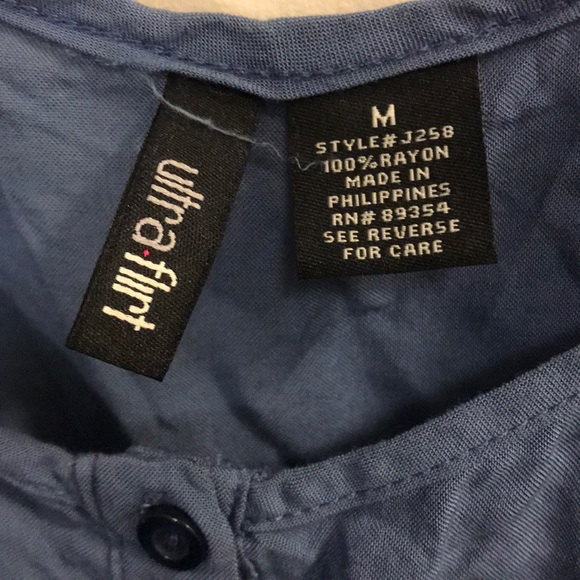 ultra flirt
M
STYLE#J258
100%RAYON
MADE IN
PHILIPPINES
RN# 89354
SEE REVERSE
FOR CARE